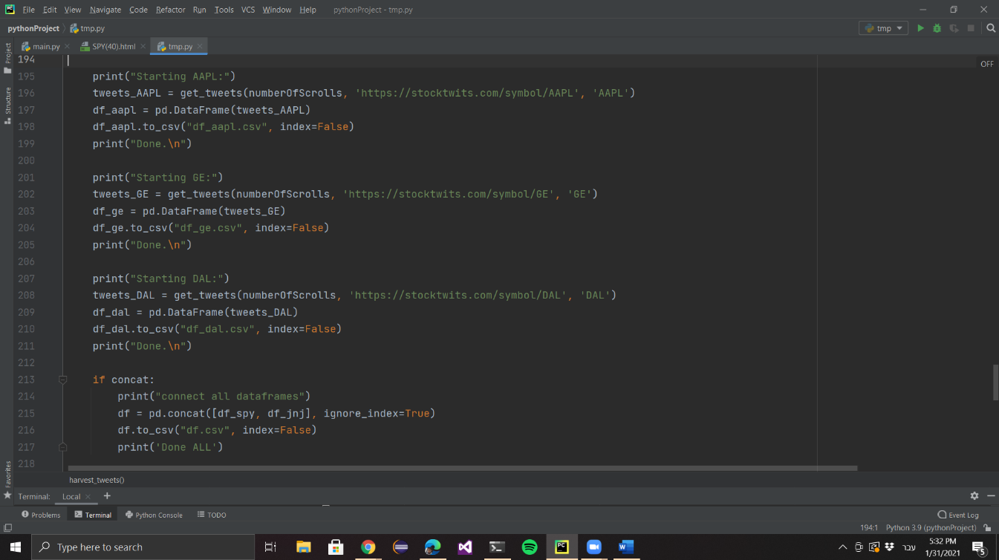 File Edit View Navigate Code Refactor Run Tools VCS Window Help pythonProject - tmp.py
pythonProject tmp.py tmp
main.py SPY(40).html tmp.py
Project
Structure
Favorites
OFF
194
195 print("Starting AAPL:")
196 tweets_AAPL = get_tweets(numberOfScrolls, 'https://stocktwits.com/symbol/AAPL', 'AAPL')
197 df_aapl = pd.DataFrame(tweets_AAPL)
198 df_aapl.to_csv("df_aapl.csv", index=False)
199 print("Done.\n")
200
201 print("Starting GE:")
202 tweets_GE = get_tweets(numberOfScrolls, 'https://stocktwits.com/symbol/GE', 'GE')
203 df_ge = pd.DataFrame(tweets_GE)
204 df_ge.to_csv("df_ge.csv", index=False)
205 print("Done.\n")
206
207 print("Starting DAL:")
208 tweets_DAL = get_tweets(numberOfScrolls, 'https://stocktwits.com/symbol/DAL', 'DAL')
209 df_dal = pd.DataFrame(tweets_DAL)
210 df_dal.to_csv("df_dal.csv", index=False)
211 print("Done.\n")
212
213 if concat:
214 print("connect all dataframes")
215 df = pd.concat([df_spy, df_jnj], ignore_index=True)
216 df.to_csv("df.csv", index=False)
217 print('Done ALL')
218
harvest_tweets()
Terminal: Local +
Problems Terminal Python Console TODO Event Log
194:1 Python 3.9 (pythonProject)
Type here to search
עבר
5:32 PM
1/31/2021
5